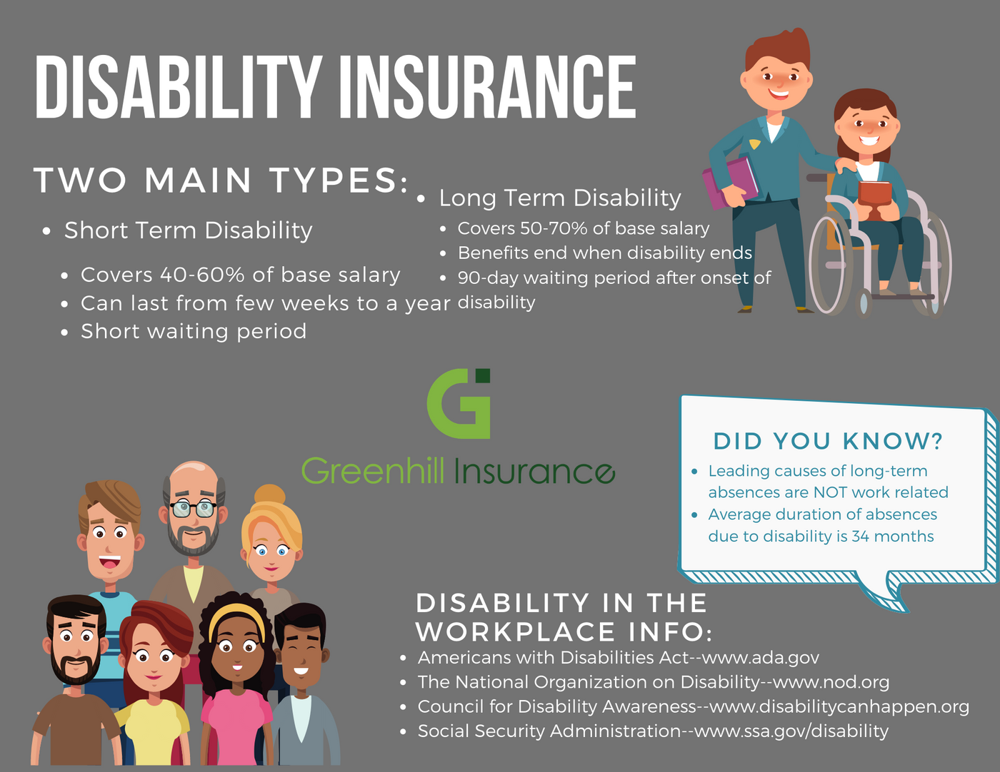 DISABILITY INSURANCE
TWO MAIN TYPES:
• Short Term Disability
• Covers 40-60% of base salary
• Can last from few weeks to a year
• Short waiting period
• Long Term Disability
• Covers 50-70% of base salary
• Benefits end when disability ends
• 90-day waiting period after onset of
disability
Greenhill Insurance
DID YOU KNOW?
• Leading causes of long-term
absences are NOT work related
• Average duration of absences
due to disability is 34 months
DISABILITY IN THE
WORKPLACE INFO:
• Americans with Disabilities Act--www.ada.gov
• The National Organization on Disability--www.nod.org
• Council for Disability Awareness--www.disabilitycanhappen.org
• Social Security Administration--www.ssa.gov/disability